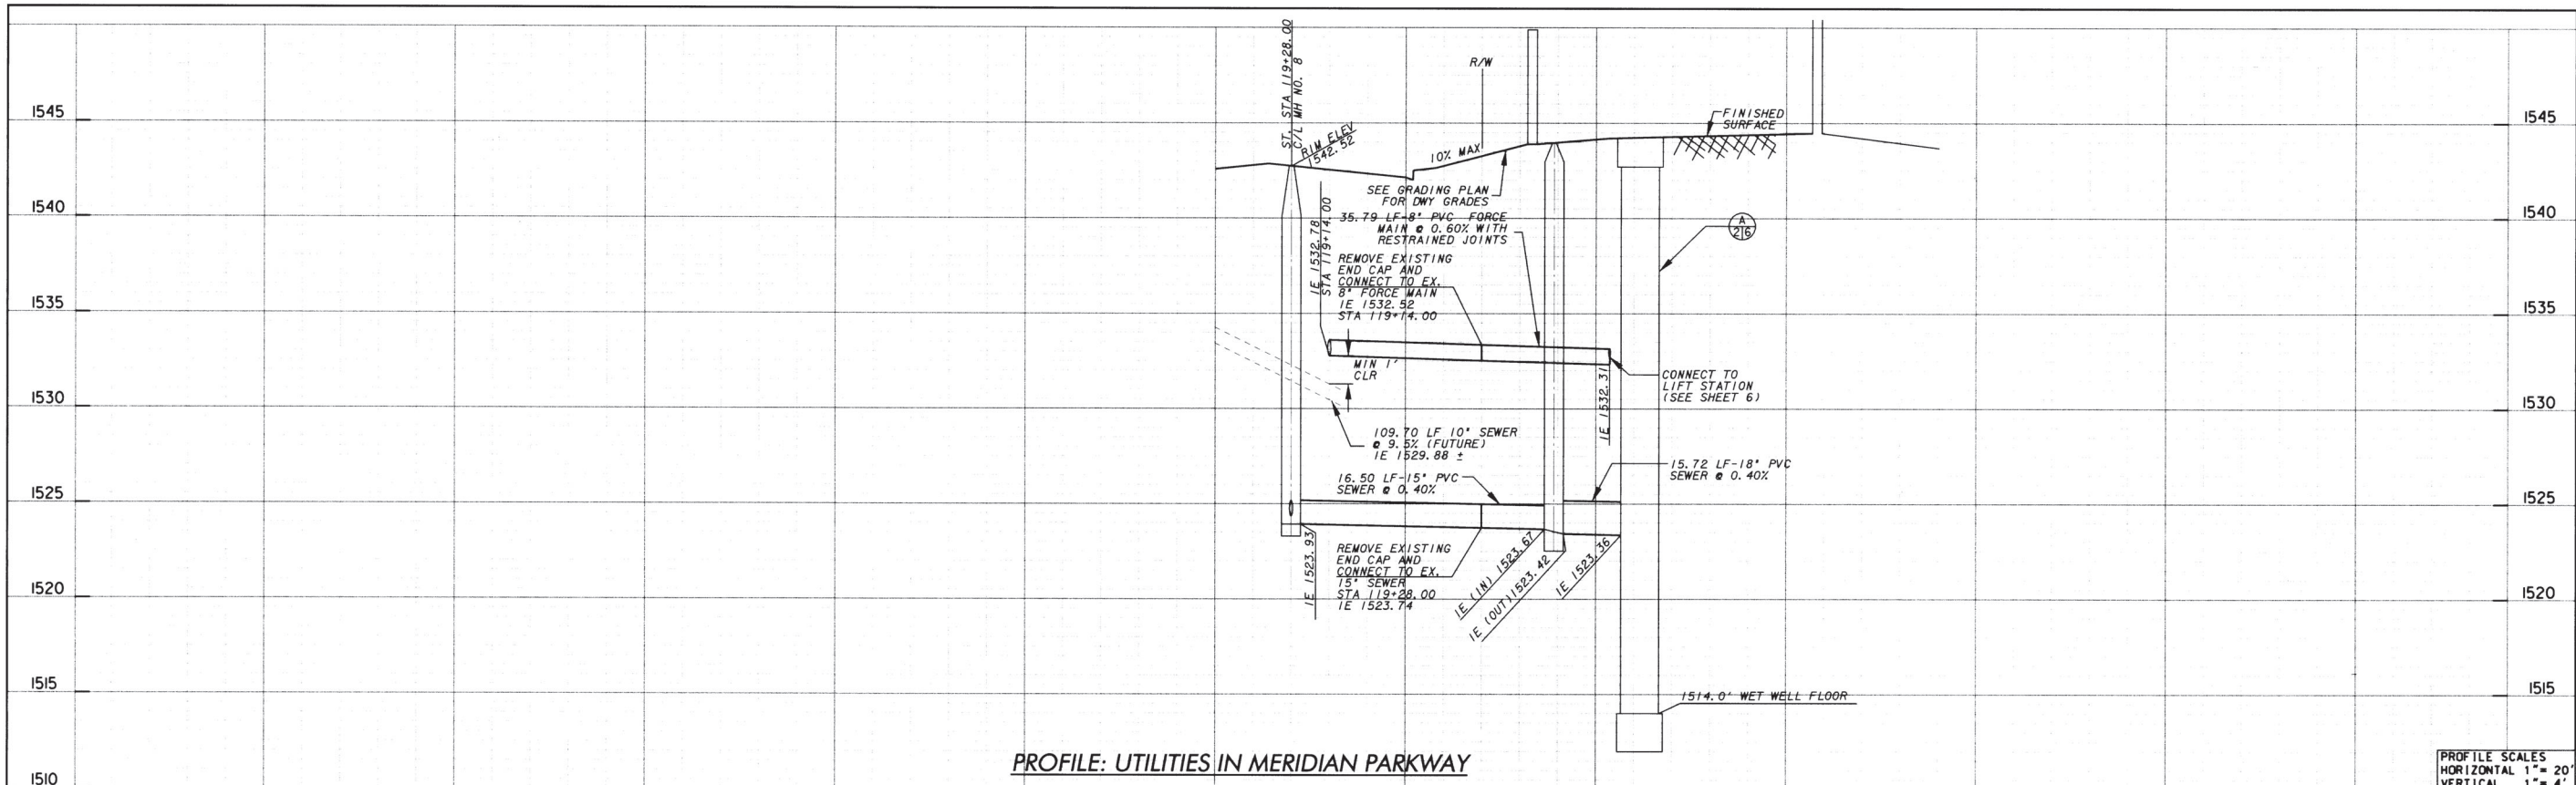 ST. STA 119+28.00
C/L MH NO. 8
RIM ELEV
1542.52
R/W
10% MAX
FINISHED
SURFACE
SEE GRADING PLAN
FOR DWY GRADES
35.79 LF-8" PVC FORCE
MAIN @ 0.60% WITH
RESTRAINED JOINTS
A
2|6
IE 1532.78
STA 119+14.00
REMOVE EXISTING
END CAP AND
CONNECT TO EX.
8" FORCE MAIN
IE 1532.52
STA 119+14.00
MIN 1'
CLR
CONNECT TO
LIFT STATION
(SEE SHEET 6)
IE 1532.31
109.70 LF 10" SEWER
@ 9.5% (FUTURE)
IE 1529.88 ±
16.50 LF-15" PVC
SEWER @ 0.40%
15.72 LF-18" PVC
SEWER @ 0.40%
IE 1523.93
REMOVE EXISTING
END CAP AND
CONNECT TO EX.
15" SEWER
STA 119+28.00
IE 1523.74
IE (IN) 1523.67
IE (OUT) 1523.42
IE 1523.36
1514.0' WET WELL FLOOR
1545
1540
1535
1530
1525
1520
1515
1510
1545
1540
1535
1530
1525
1520
1515
PROFILE: UTILITIES IN MERIDIAN PARKWAY
PROFILE SCALES
HORIZONTAL 1"= 20'
VERTICAL 1"= 4'